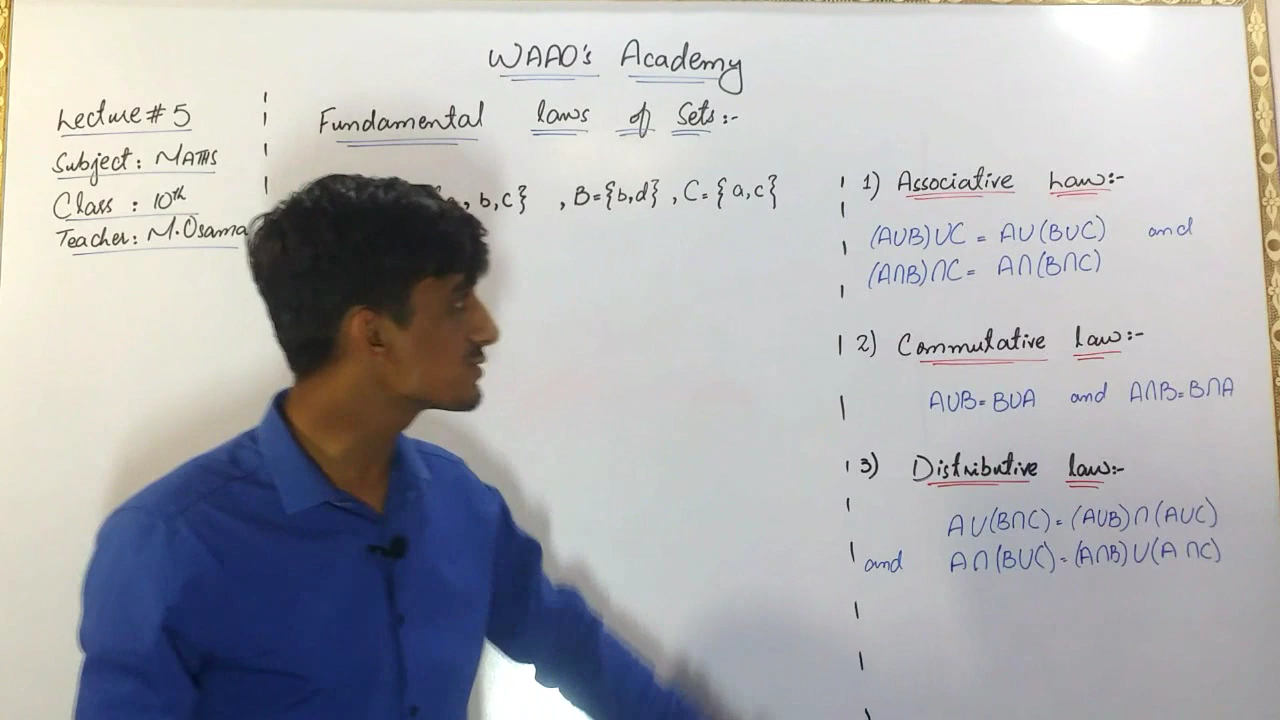 WAAO's Academy
Lecture # 5
Subject: MATHS
Class : 10th
Teacher: M.Osama
Fundamental laws of Sets:-
b,c} , B={b,d} , C={a,c}
1) Associative Law:-
(A∪B)∪C = A∪(B∪C) and
(A∩B)∩C= A∩(B∩C)
2) Commutative Law:-
A∪B=B∪A and A∩B=B∩A
3) Distributive law:-
A∪(B∩C)=(A∪B)∩(A∪C)
and A∩(B∪C)=(A∩B)∪(A∩C)